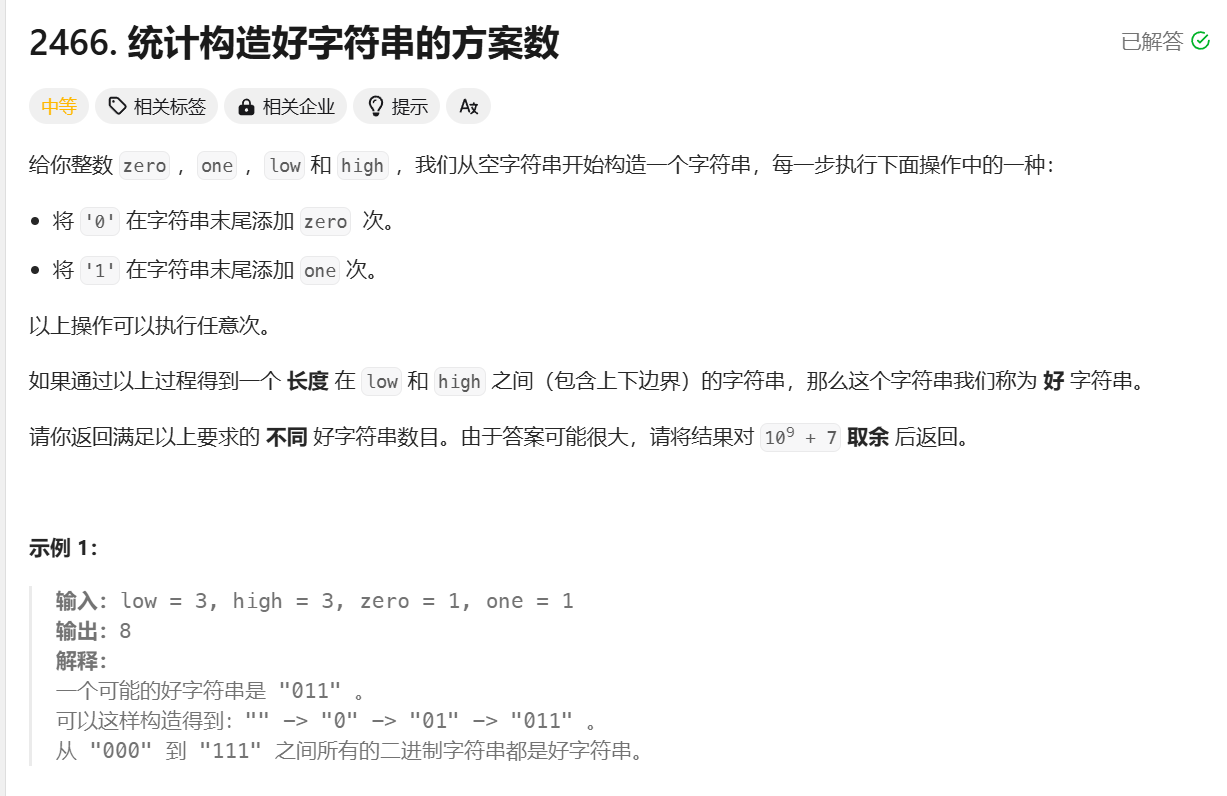 2466. 统计构造好字符串的方案数
已解答
中等 相关标签 相关企业 提示 Aス
给你整数 zero ，one ，low 和 high ，我们从空字符串开始构造一个字符串，每一步执行下面操作中的一种：
• 将 '0' 在字符串末尾添加 zero 次。
• 将 '1' 在字符串末尾添加 one 次。
以上操作可以执行任意次。
如果通过以上过程得到一个 长度 在 low 和 high 之间（包含上下边界）的字符串，那么这个字符串我们称为 好 字符串。
请你返回满足以上要求的 不同 好字符串数目。由于答案可能很大，请将结果对 10⁹ + 7 取余 后返回。
示例 1：
输入：low = 3, high = 3, zero = 1, one = 1
输出：8
解释：
一个可能的好字符串是 "011" 。
可以这样构造得到："" -> "0" -> "01" -> "011" 。
从 "000" 到 "111" 之间所有的二进制字符串都是好字符串。